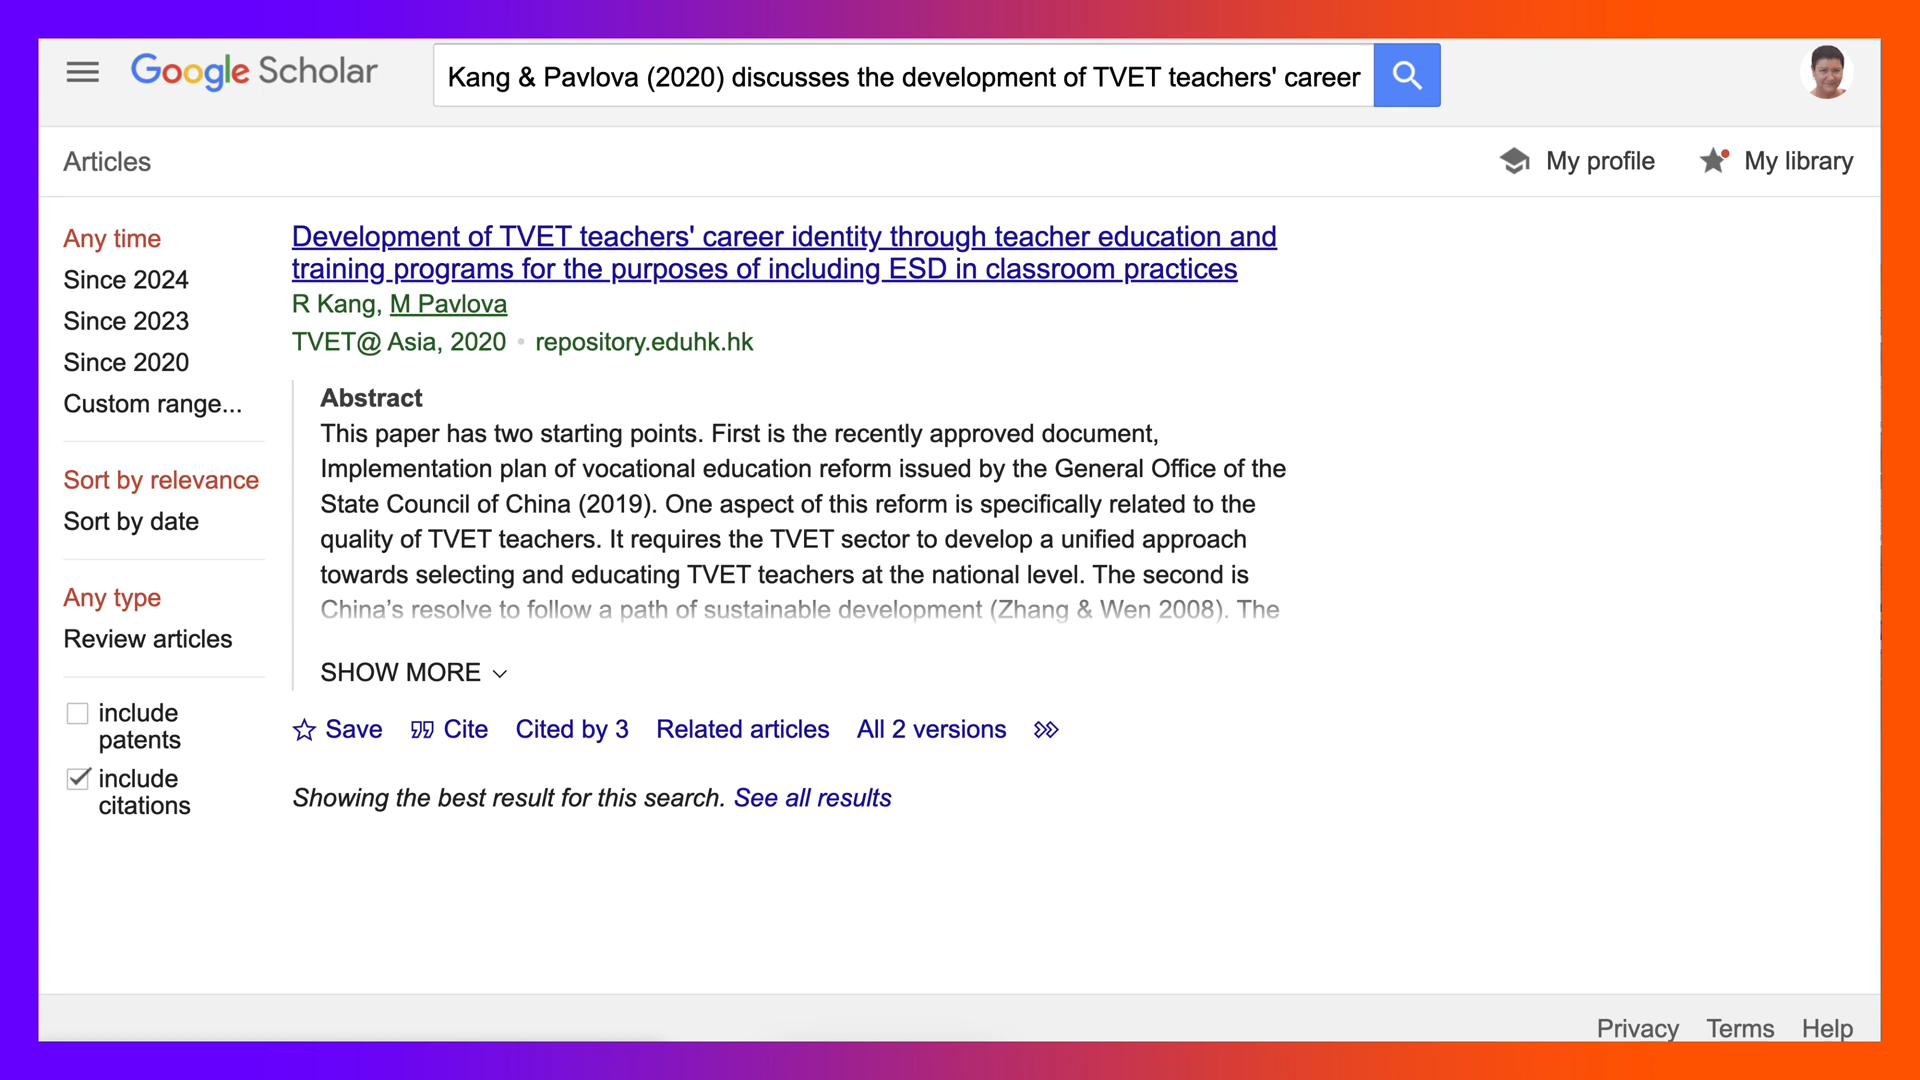 Google Scholar
Kang & Pavlova (2020) discusses the development of TVET teachers' career
Articles
My profile
My library
Any time
Since 2024
Since 2023
Since 2020
Custom range...
Sort by relevance
Sort by date
Any type
Review articles
include
patents
include
citations
Development of TVET teachers' career identity through teacher education and
training programs for the purposes of including ESD in classroom practices
R Kang, M Pavlova
TVET@ Asia, 2020 • repository.eduhk.hk
Abstract
This paper has two starting points. First is the recently approved document,
Implementation plan of vocational education reform issued by the General Office of the
State Council of China (2019). One aspect of this reform is specifically related to the
quality of TVET teachers. It requires the TVET sector to develop a unified approach
towards selecting and educating TVET teachers at the national level. The second is
China’s resolve to follow a path of sustainable development (Zhang & Wen 2008). The
SHOW MORE
Save Cite Cited by 3 Related articles All 2 versions
Showing the best result for this search. See all results
Privacy Terms Help